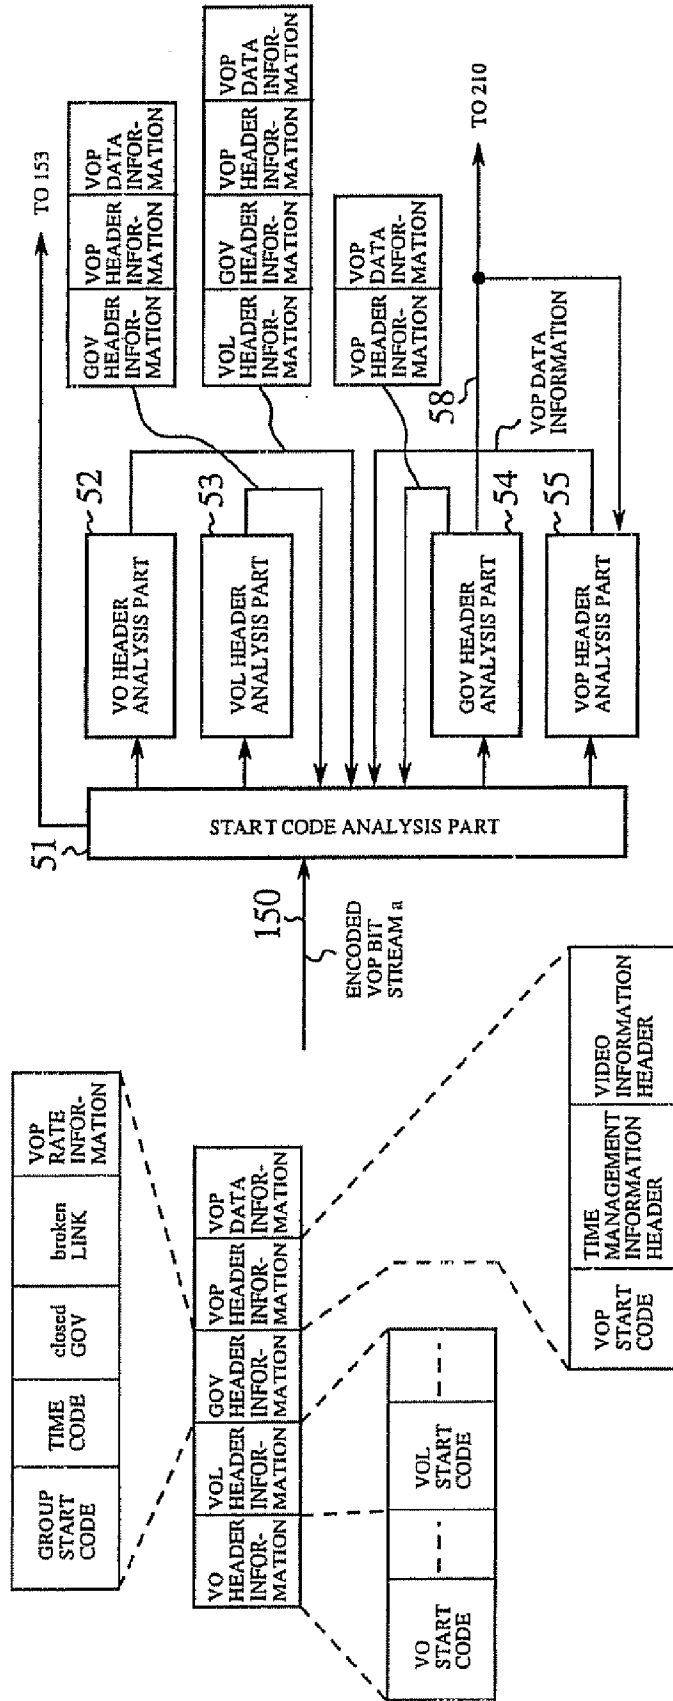 GROUP
START
CODE
TIME
CODE
closed
GOV
broken
LINK
VOP
RATE
INFOR-
MATION
VO
HEADER
INFOR-
MATION
VOL
HEADER
INFOR-
MATION
GOV
HEADER
INFOR-
MATION
VOP
HEADER
INFOR-
MATION
VOP
DATA
INFOR-
MATION
VO
START
CODE
VOL
START
CODE
VOP
START
CODE
TIME
MANAGEMENT
INFORMATION
HEADER
VIDEO
INFORMATION
HEADER
150
ENCODED
VOP BIT
STREAM a
51
START CODE ANALYSIS PART
TO 153
52
VO HEADER
ANALYSIS PART
53
VOL HEADER
ANALYSIS PART
54
GOV HEADER
ANALYSIS PART
55
VOP HEADER
ANALYSIS PART
GOV
HEADER
INFOR-
MATION
VOP
HEADER
INFOR-
MATION
VOP
DATA
INFOR-
MATION
VOL
HEADER
INFOR-
MATION
GOV
HEADER
INFOR-
MATION
VOP
HEADER
INFOR-
MATION
VOP
DATA
INFOR-
MATION
VOP
HEADER
INFOR-
MATION
VOP
DATA
INFOR-
MATION
58
TO 210
VOP DATA
INFORMATION